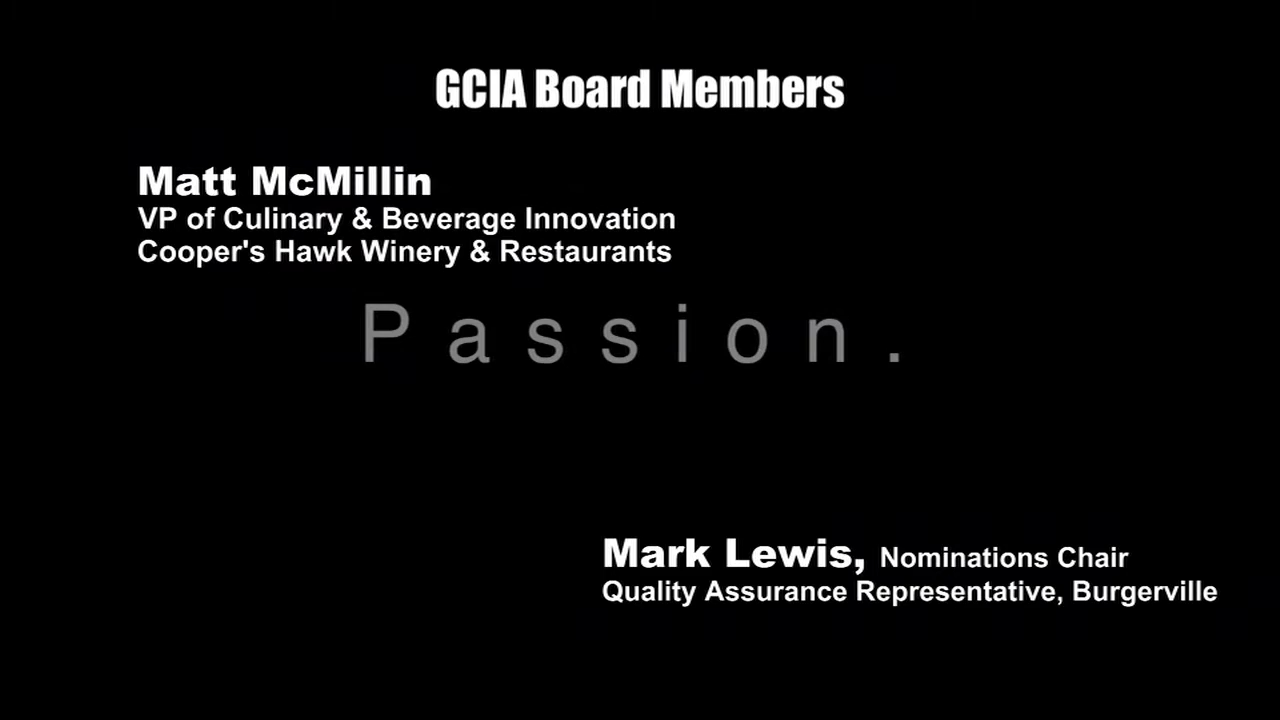 GCIA Board Members
Matt McMillin
VP of Culinary & Beverage Innovation
Cooper's Hawk Winery & Restaurants
Passion.
Mark Lewis, Nominations Chair
Quality Assurance Representative, Burgerville